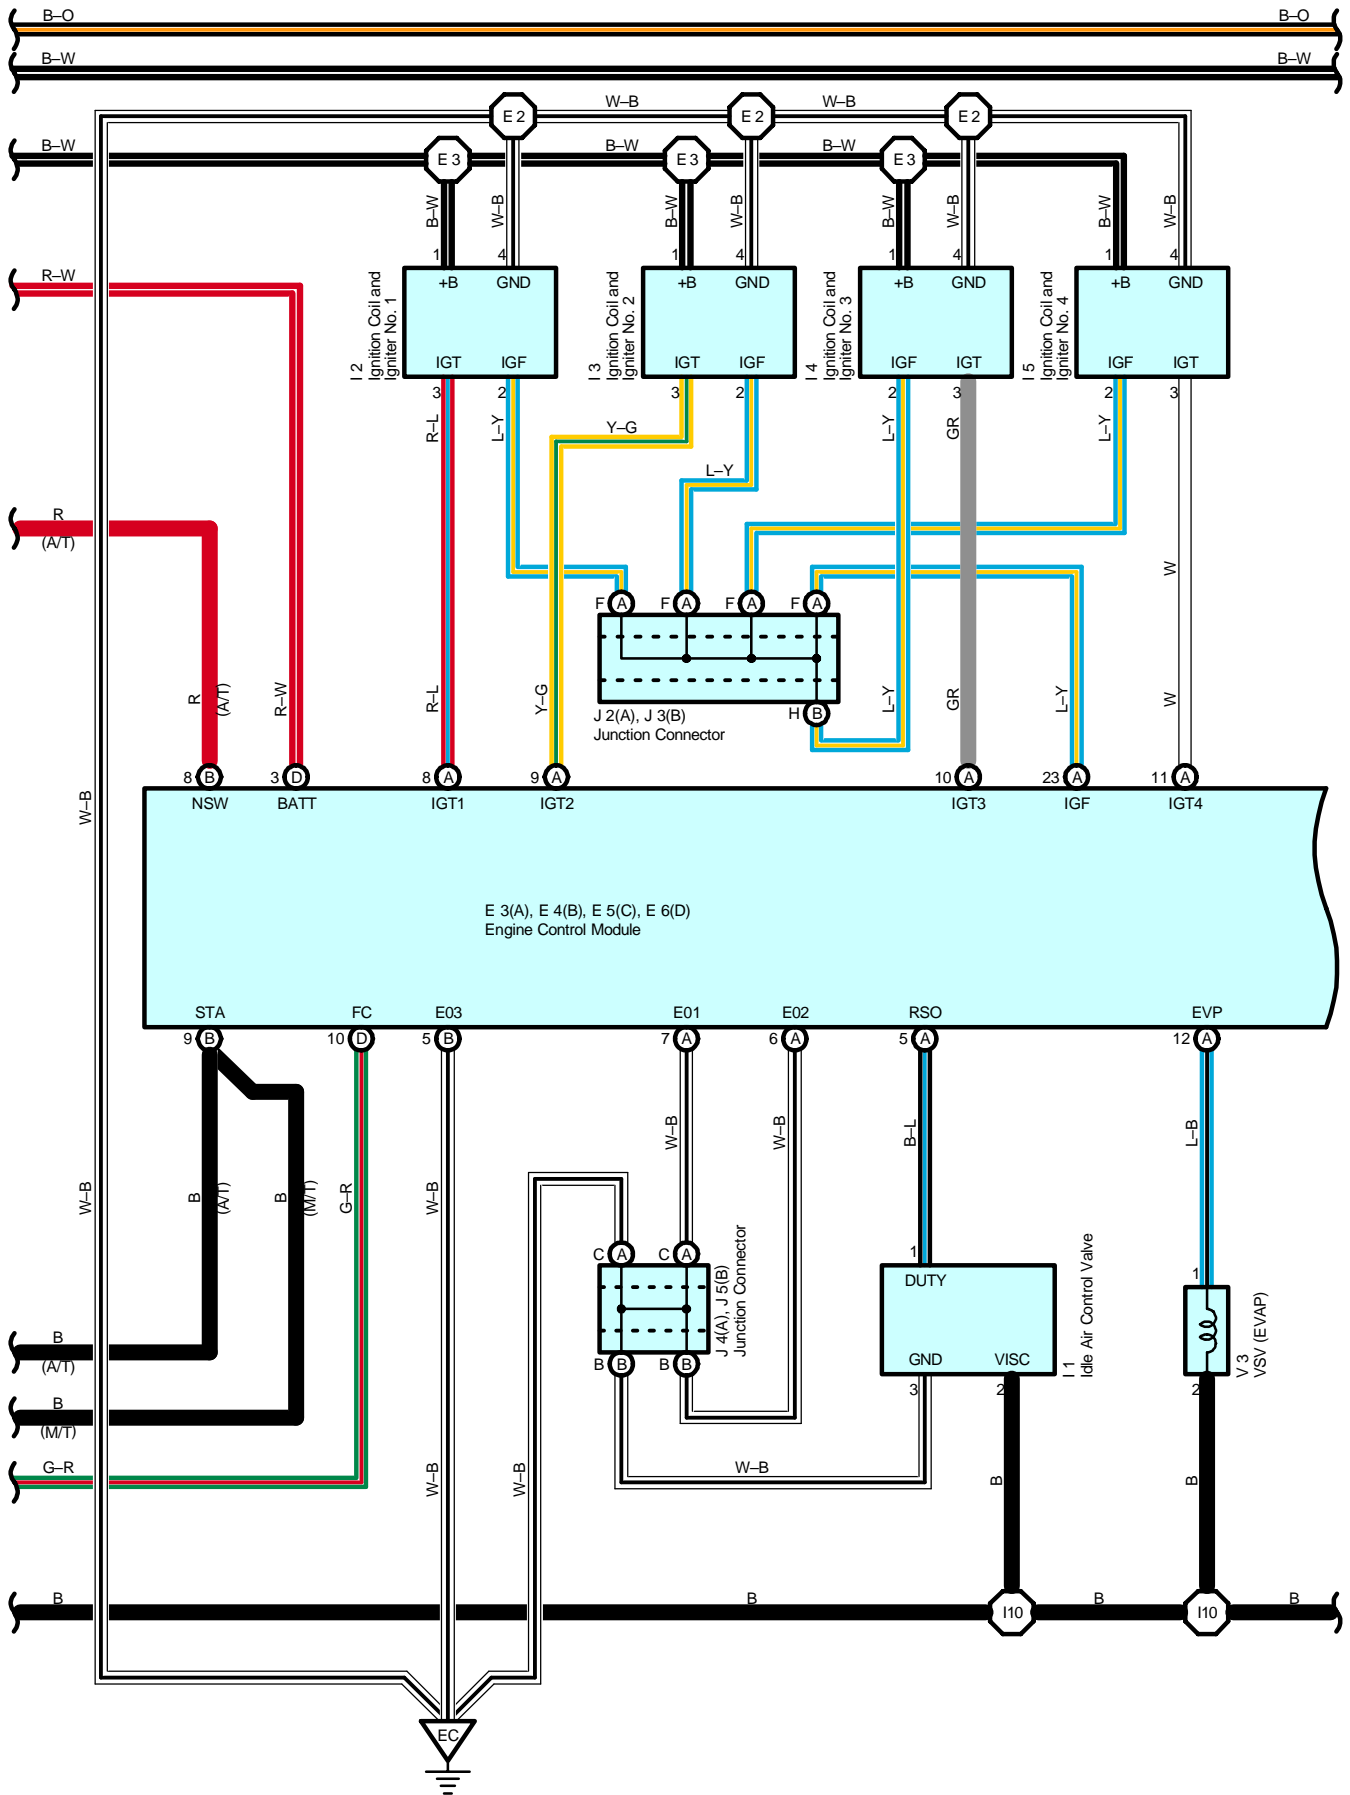 B–O
B–O
B–W
B–W
W–B
W–B
E 2
E 2
E 2
B–W
B–W
B–W
E 3
E 3
E 3
B–W
W–B
B–W
W–B
B–W
W–B
B–W
W–B
1
4
1
4
1
4
1
4
R–W
+B
GND
+B
GND
+B
GND
+B
GND
I 2
Ignition Coil and
Igniter No. 1
I 3
Ignition Coil and
Igniter No. 2
I 4
Ignition Coil and
Igniter No. 3
I 5
Ignition Coil and
Igniter No. 4
IGT
IGF
IGT
IGF
IGF
IGT
IGF
IGT
3
2
3
2
2
3
2
3
R–L
L–Y
Y–G
L–Y
L–Y
GR
L–Y
R
(A/T)
W
F
A
F
A
F
A
F
A
R
(A/T)
R–W
R–L
Y–G
L–Y
GR
L–Y
W
H
B
J 2(A), J 3(B)
Junction Connector
8
B
3
D
8
A
9
A
10
A
23
A
11
A
NSW
BATT
IGT1
IGT2
IGT3
IGF
IGT4
W–B
E 3(A), E 4(B), E 5(C), E 6(D)
Engine Control Module
STA
FC
E03
E01
E02
RSO
EVP
9
B
10
D
5
B
7
A
6
A
5
A
12
A
W–B
W–B
B–L
L–B
W–B
B
(A/T)
B
(M/T)
G–R
W–B
C
A
C
A
J 4(A), J 5(B)
Junction Connector
1
DUTY
I 1
Idle Air Control Valve
1
V 3
VSV (EVAP)
B
(A/T)
B
B
B
B
GND
VISC
3
2
2
B
(M/T)
G–R
W–B
W–B
W–B
B
B
B
B
B
B
I10
I10
EC